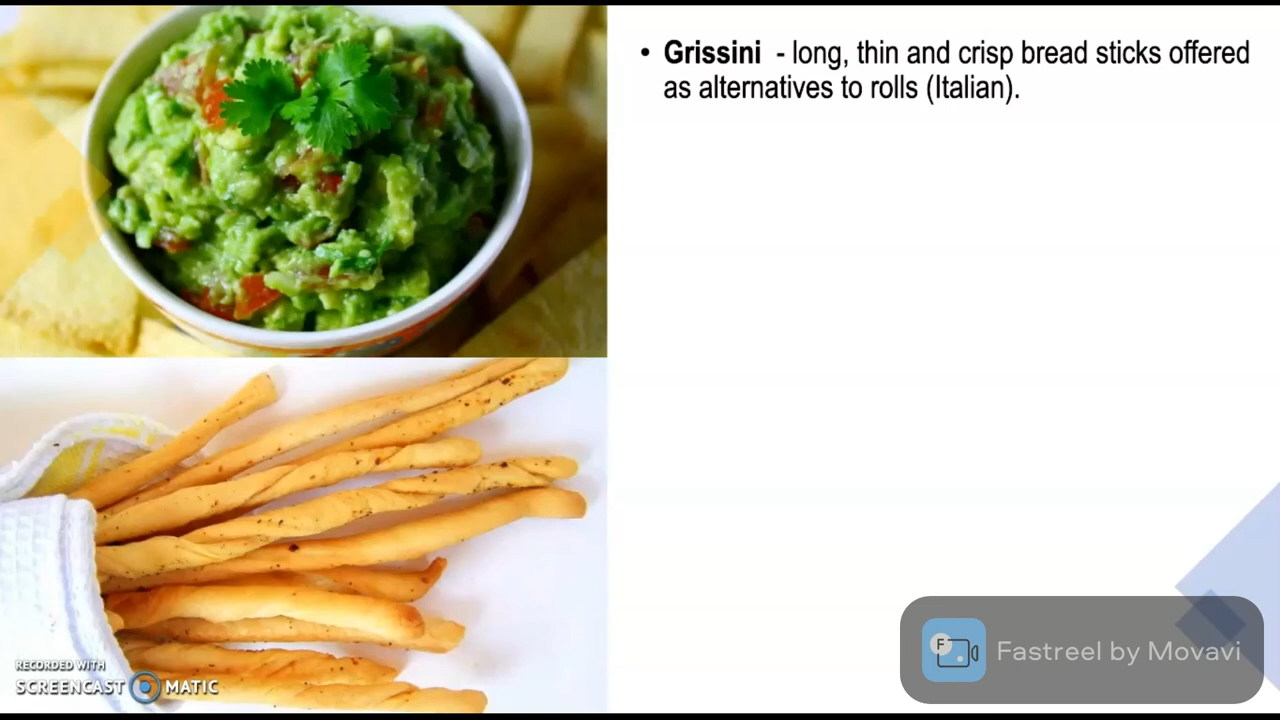 • Grissini - long, thin and crisp bread sticks offered
as alternatives to rolls (Italian).
F
Fastreel by Movavi
RECORDED WITH
SCREENCAST MATIC